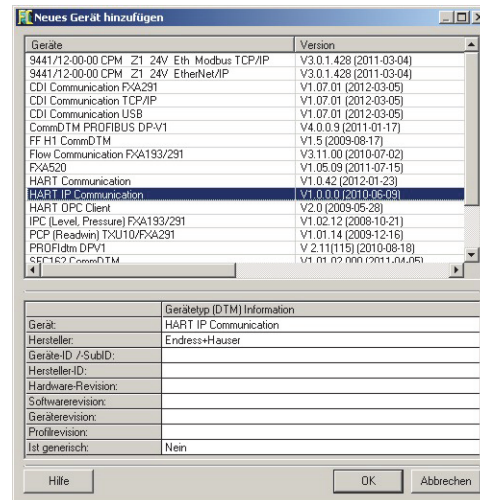 Neues Gerät hinzufügen
Geräte Version
9441/12-00-00 CPM Z1 24V Eth Modbus TCP/IP V3.0.1.428 (2011-03-04)
9441/12-00-00 CPM Z1 24V EtherNet/IP V3.0.1.428 (2011-03-04)
CDI Communication FXA291 V1.07.01 (2012-03-05)
CDI Communication TCP/IP V1.07.01 (2012-03-05)
CDI Communication USB V1.07.01 (2012-03-05)
CommDTM PROFIBUS DP-V1 V4.0.0.9 (2011-01-17)
FF H1 CommDTM V1.5 (2009-08-17)
Flow Communication FXA193/291 V3.11.00 (2010-07-02)
FXA520 V1.05.09 (2011-07-15)
HART Communication V1.0.42 (2012-01-23)
HART IP Communication V1.0.0.0 (2010-06-09)
HART OPC Client V2.0 (2009-05-28)
IPC (Level, Pressure) FXA193/291 V1.02.12 (2008-10-21)
PCP (Readwin) TXU10/FXA291 V1.01.14 (2009-12-16)
PROFIdtm DPV1 V 2.11(115) (2010-08-18)
SFC162 CommDTM V1.01.02.000 (2011-04-05)
Gerätetyp (DTM) Information
Gerät: HART IP Communication
Hersteller: Endress+Hauser
Geräte-ID /-SubID:
Hersteller-ID:
Hardware-Revision:
Softwarerevision:
Geräterevision:
Profilrevision:
Ist generisch: Nein
Hilfe OK Abbrechen